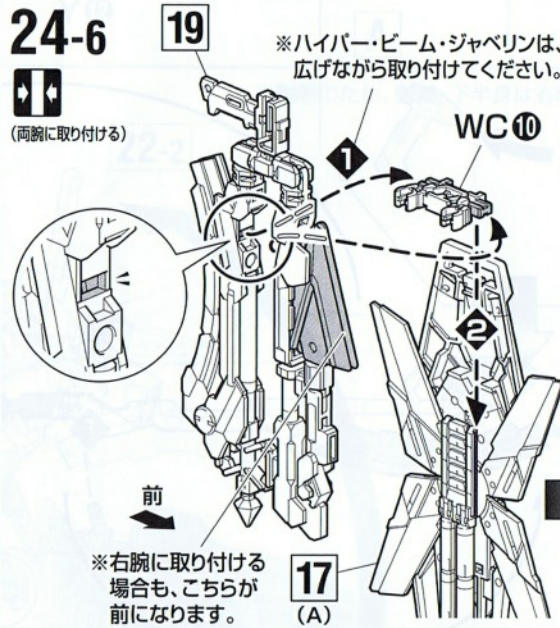 24-6
19
※ハイパー・ビーム・ジャベリンは、
広げながら取り付けてください。
(両腕に取り付ける)
WC❿
1
2
前
※右腕に取り付ける
場合も、こちらが
前になります。
17
(A)